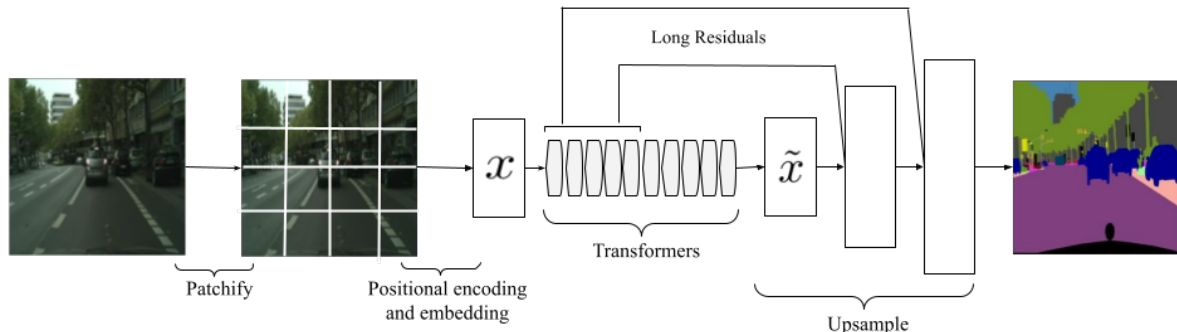 Long Residuals
x
x̃
Transformers
Patchify
Positional encoding
and embedding
Upsample